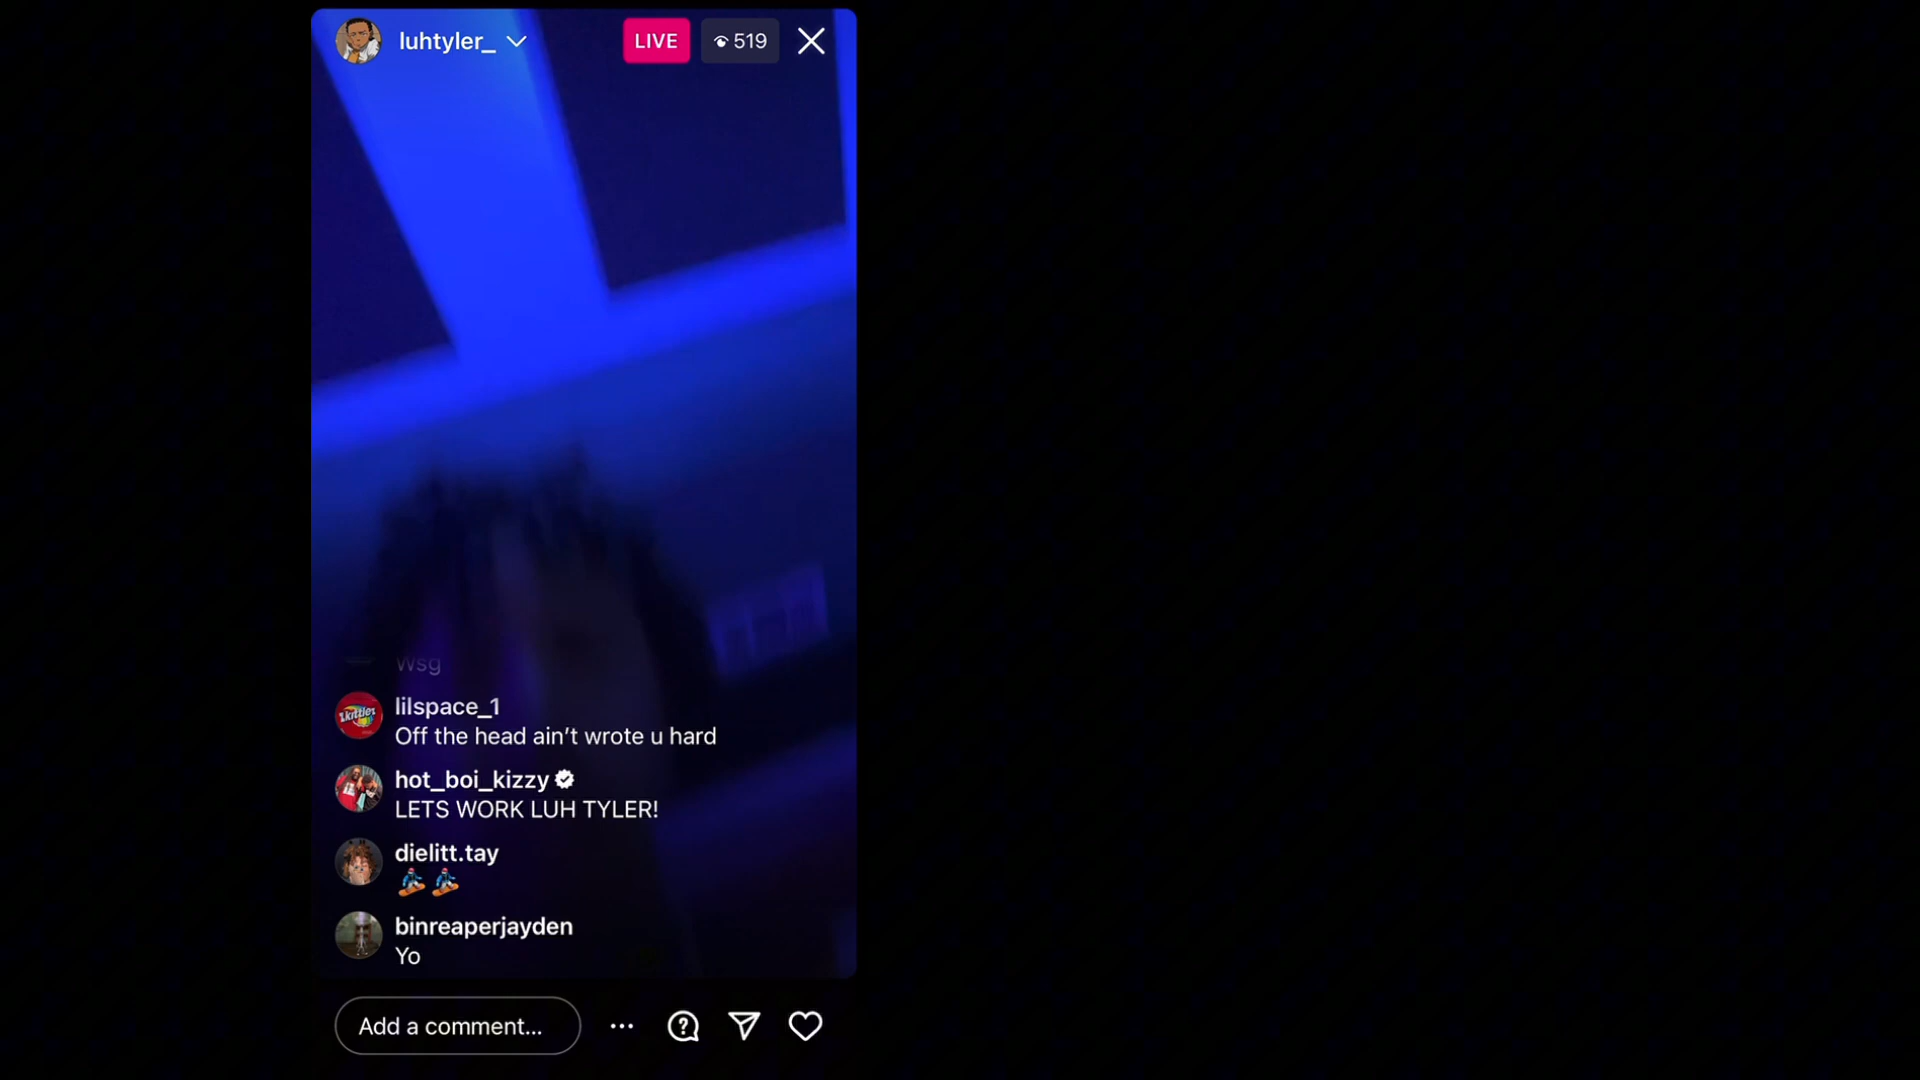 luhtyler_
LIVE
519
Wsg
lilspace_1
Off the head ain’t wrote u hard
hot_boi_kizzy
LETS WORK LUH TYLER!
dielitt.tay
binreaperjayden
Yo
Add a comment...